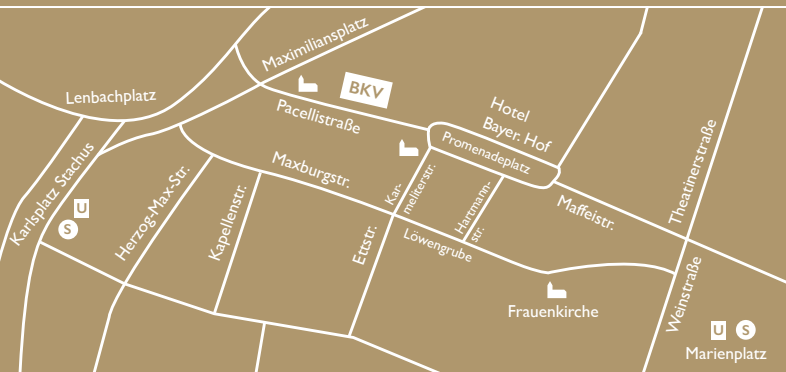 Maximiliansplatz
Lenbachplatz
BKV
Pacellistraße
Hotel
Bayer. Hof
Promenadeplatz
Theatinerstraße
Karlsplatz Stachus
U
S
Herzog-Max-Str.
Maxburgstr.
Kapellenstr.
Kar-
meliterstr.
Hartmann-
str.
Maffeistr.
Ettstr.
Löwengrube
Frauenkirche
Weinstraße
U S
Marienplatz